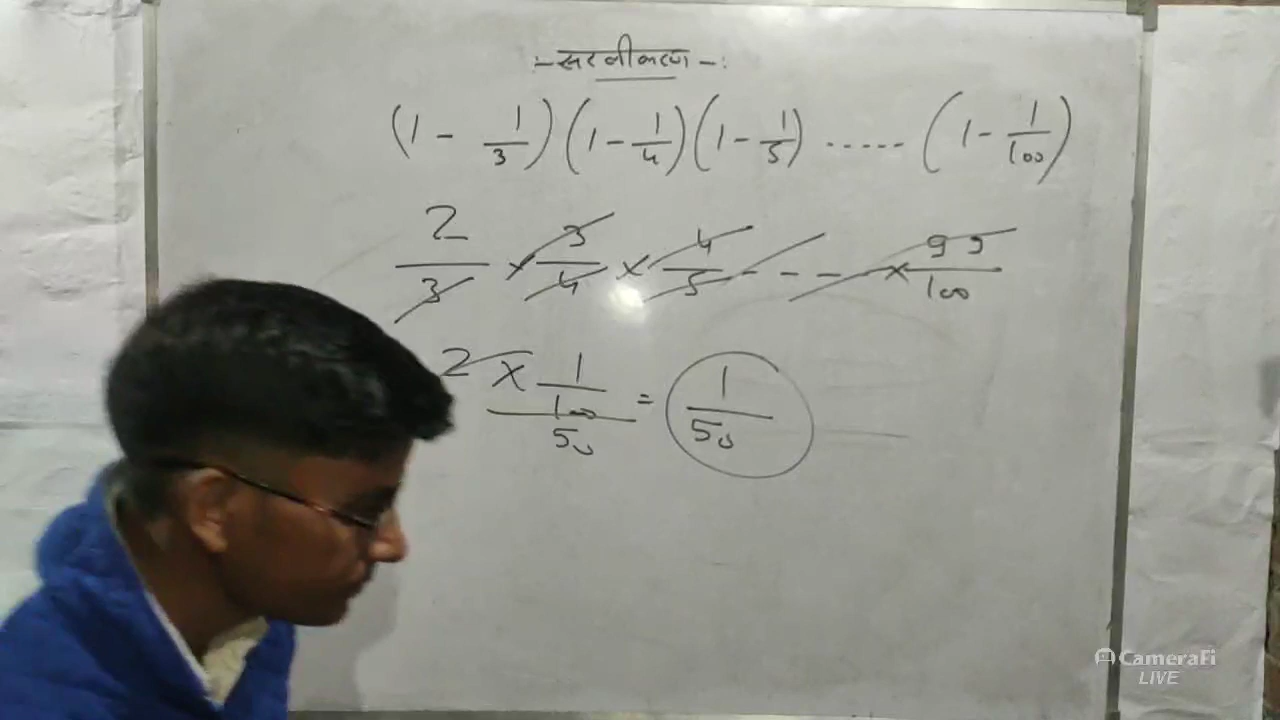 :- सरलीकरण -:
(1 - 1/3) (1 - 1/4) (1 - 1/5) ...... (1 - 1/100)
2/3 × 3/4 × 4/5 - - - × 99/100
2 × 1/100 = 1/50
50
CameraFi
LIVE